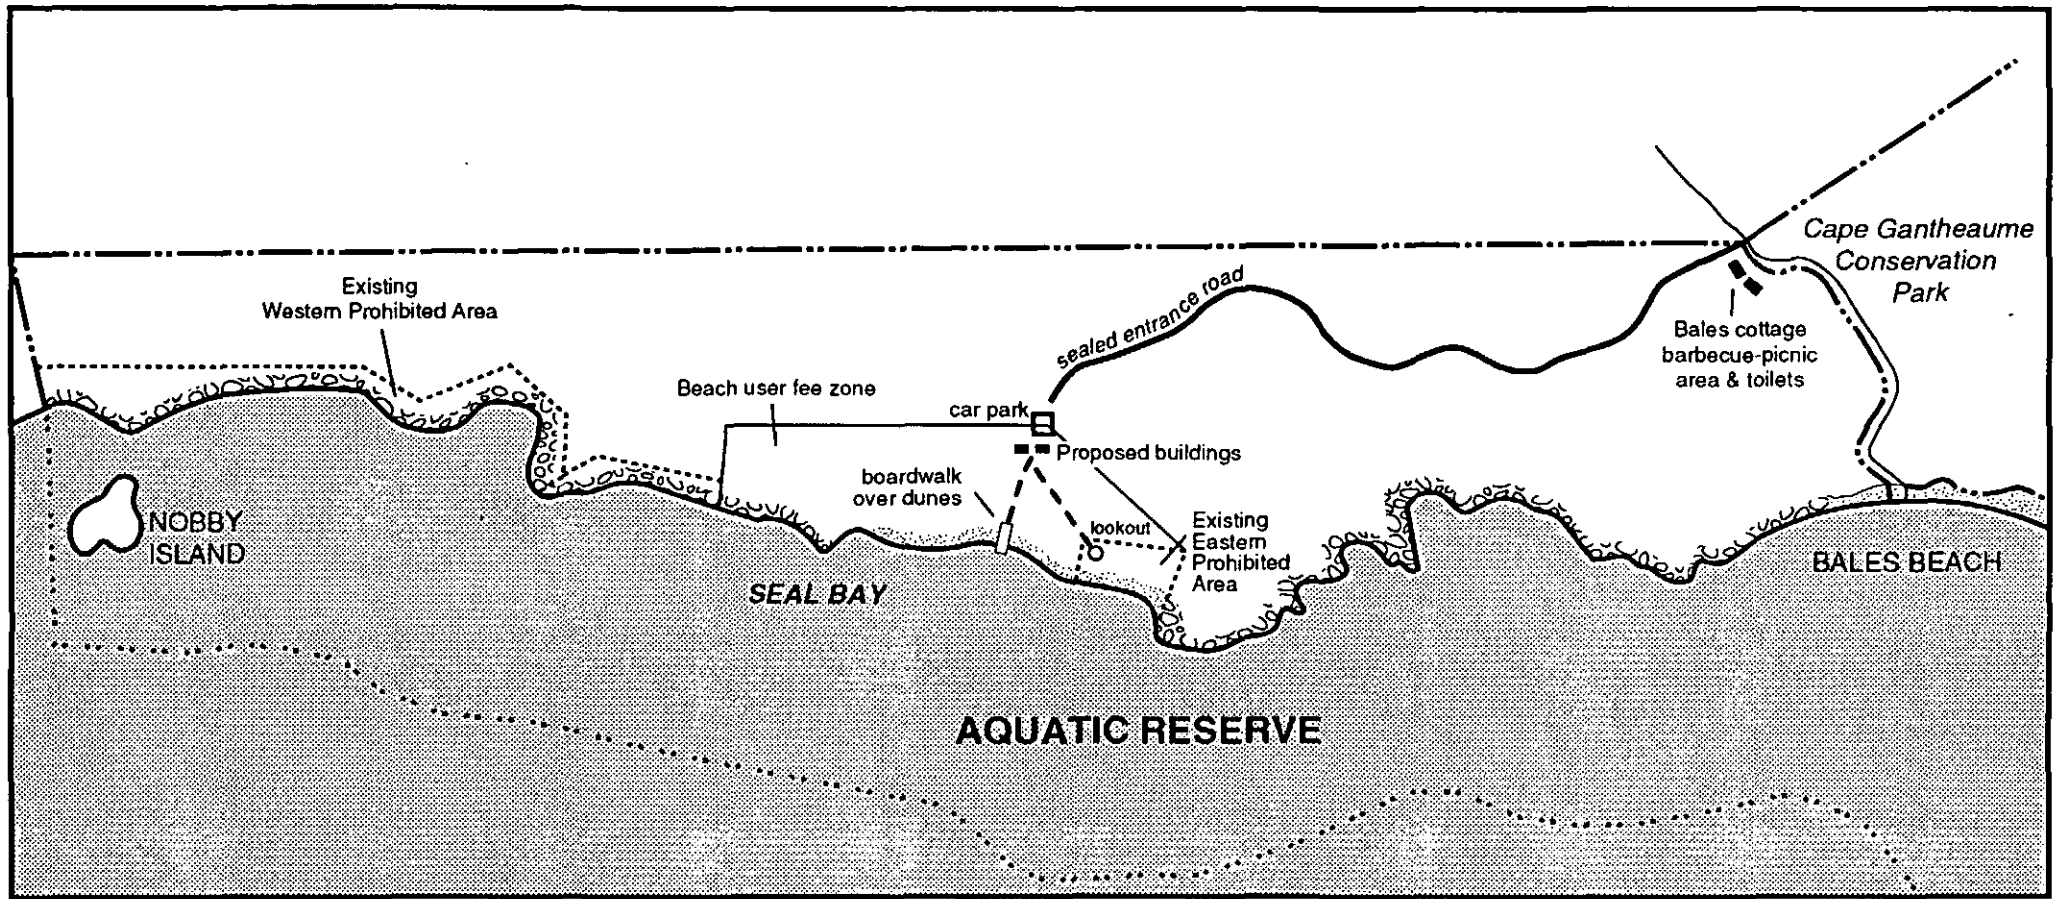 Cape Gantheaume
Conservation
Park
sealed entrance road
Existing
Western Prohibited Area
Bales cottage
barbecue-picnic
area & toilets
Beach user fee zone
car park
Proposed buildings
boardwalk
over dunes
lookout
Existing
Eastern
Prohibited
Area
NOBBY
ISLAND
BALES BEACH
SEAL BAY
AQUATIC RESERVE